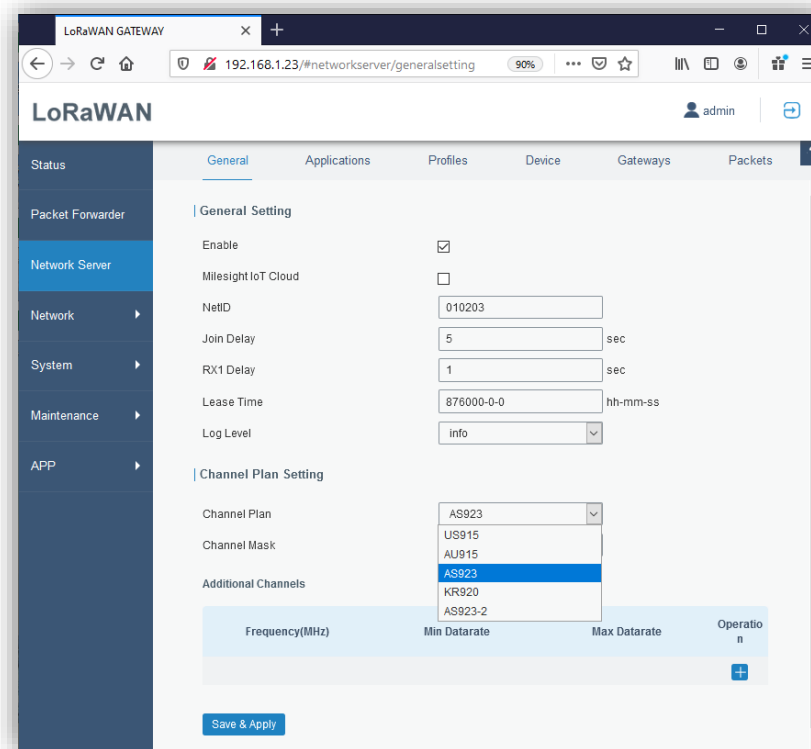 LoRaWAN GATEWAY
192.168.1.23/#networkserver/generalsetting 90%
LoRaWAN
admin
Status
Packet Forwarder
Network Server
Network
System
Maintenance
APP
General Applications Profiles Device Gateways Packets
General Setting
Enable
Milesight IoT Cloud
NetID 010203
Join Delay 5 sec
RX1 Delay 1 sec
Lease Time 876000-0-0 hh-mm-ss
Log Level info
Channel Plan Setting
Channel Plan AS923
US915
AU915
AS923
KR920
AS923-2
Channel Mask
Additional Channels
Frequency(MHz) Min Datarate Max Datarate Operatio
n
Save & Apply